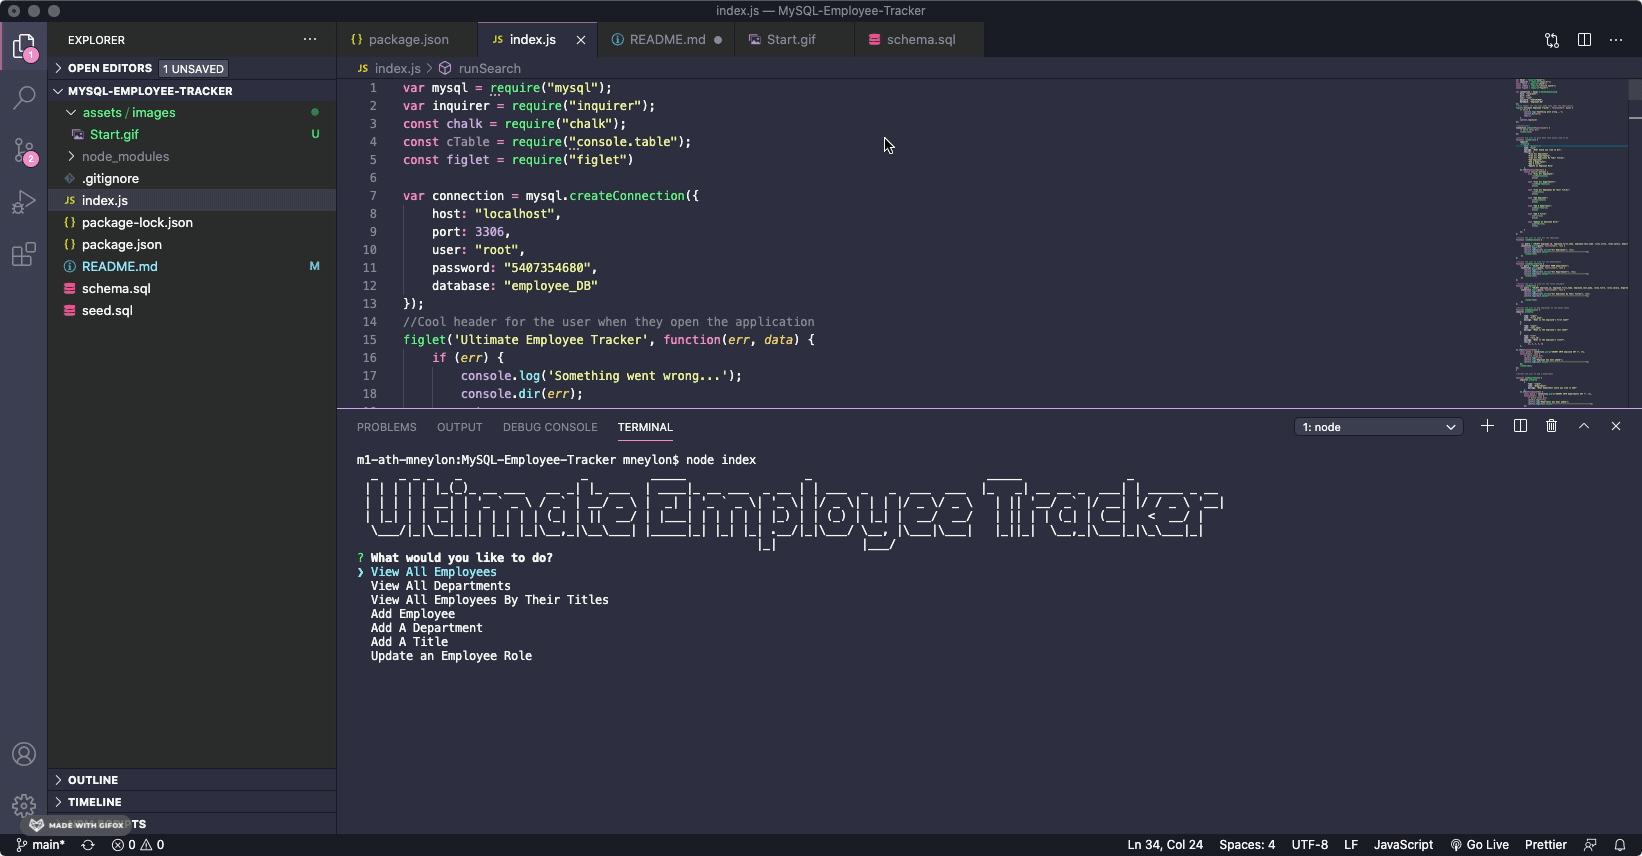 index.js — MySQL-Employee-Tracker
EXPLORER
OPEN EDITORS 1 UNSAVED
MYSQL-EMPLOYEE-TRACKER
assets / images
Start.gif U
node_modules
.gitignore
JS index.js
{} package-lock.json
{} package.json
README.md M
schema.sql
seed.sql
OUTLINE
TIMELINE
MADE WITH GIFOX
1
2
{} package.json JS index.js README.md Start.gif schema.sql
JS index.js > runSearch
1 var mysql = require("mysql");
2 var inquirer = require("inquirer");
3 const chalk = require("chalk");
4 const cTable = require("console.table");
5 const figlet = require("figlet")
6
7 var connection = mysql.createConnection({
8 host: "localhost",
9 port: 3306,
10 user: "root",
11 password: "5407354680",
12 database: "employee_DB"
13 });
14 //Cool header for the user when they open the application
15 figlet('Ultimate Employee Tracker', function(err, data) {
16 if (err) {
17 console.log('Something went wrong...');
18 console.dir(err);
PROBLEMS OUTPUT DEBUG CONSOLE TERMINAL 1: node
m1-ath-mneylon:MySQL-Employee-Tracker mneylon$ node index
Ultimate Employee Tracker
? What would you like to do?
❯ View All Employees
View All Departments
View All Employees By Their Titles
Add Employee
Add A Department
Add A Title
Update an Employee Role
main* 0 0 Ln 34, Col 24 Spaces: 4 UTF-8 LF JavaScript Go Live Prettier